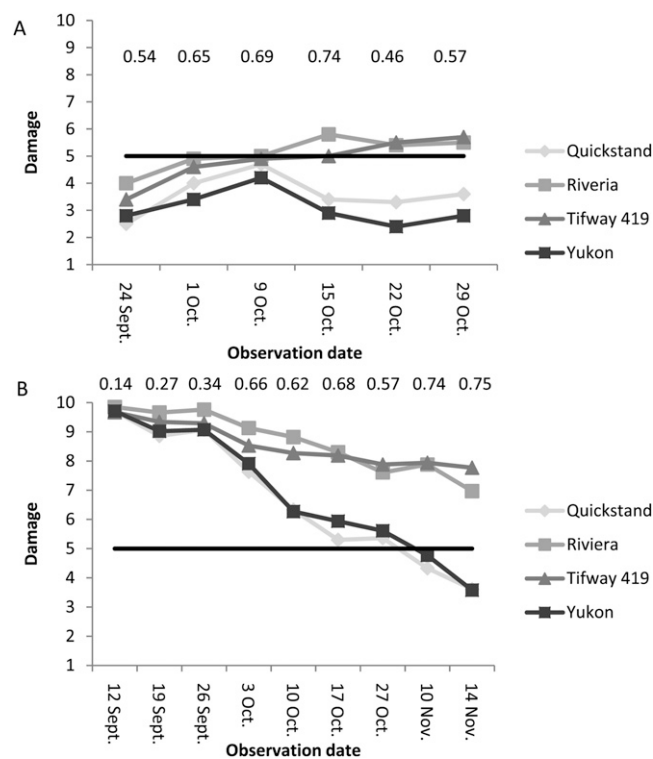 A
10
9
8
7
6
5
4
3
2
1
Damage
0.54 0.65 0.69 0.74 0.46 0.57
24 Sept.
1 Oct.
9 Oct.
15 Oct.
22 Oct.
29 Oct.
Observation date
Quickstand
Riveria
Tifway 419
Yukon
B
0.14 0.27 0.34 0.66 0.62 0.68 0.57 0.74 0.75
10
9
8
7
6
5
4
3
2
1
Damage
12 Sept.
19 Sept.
26 Sept.
3 Oct.
10 Oct.
17 Oct.
27 Oct.
10 Nov.
14 Nov.
Observation date
Quickstand
Riviera
Tifway 419
Yukon